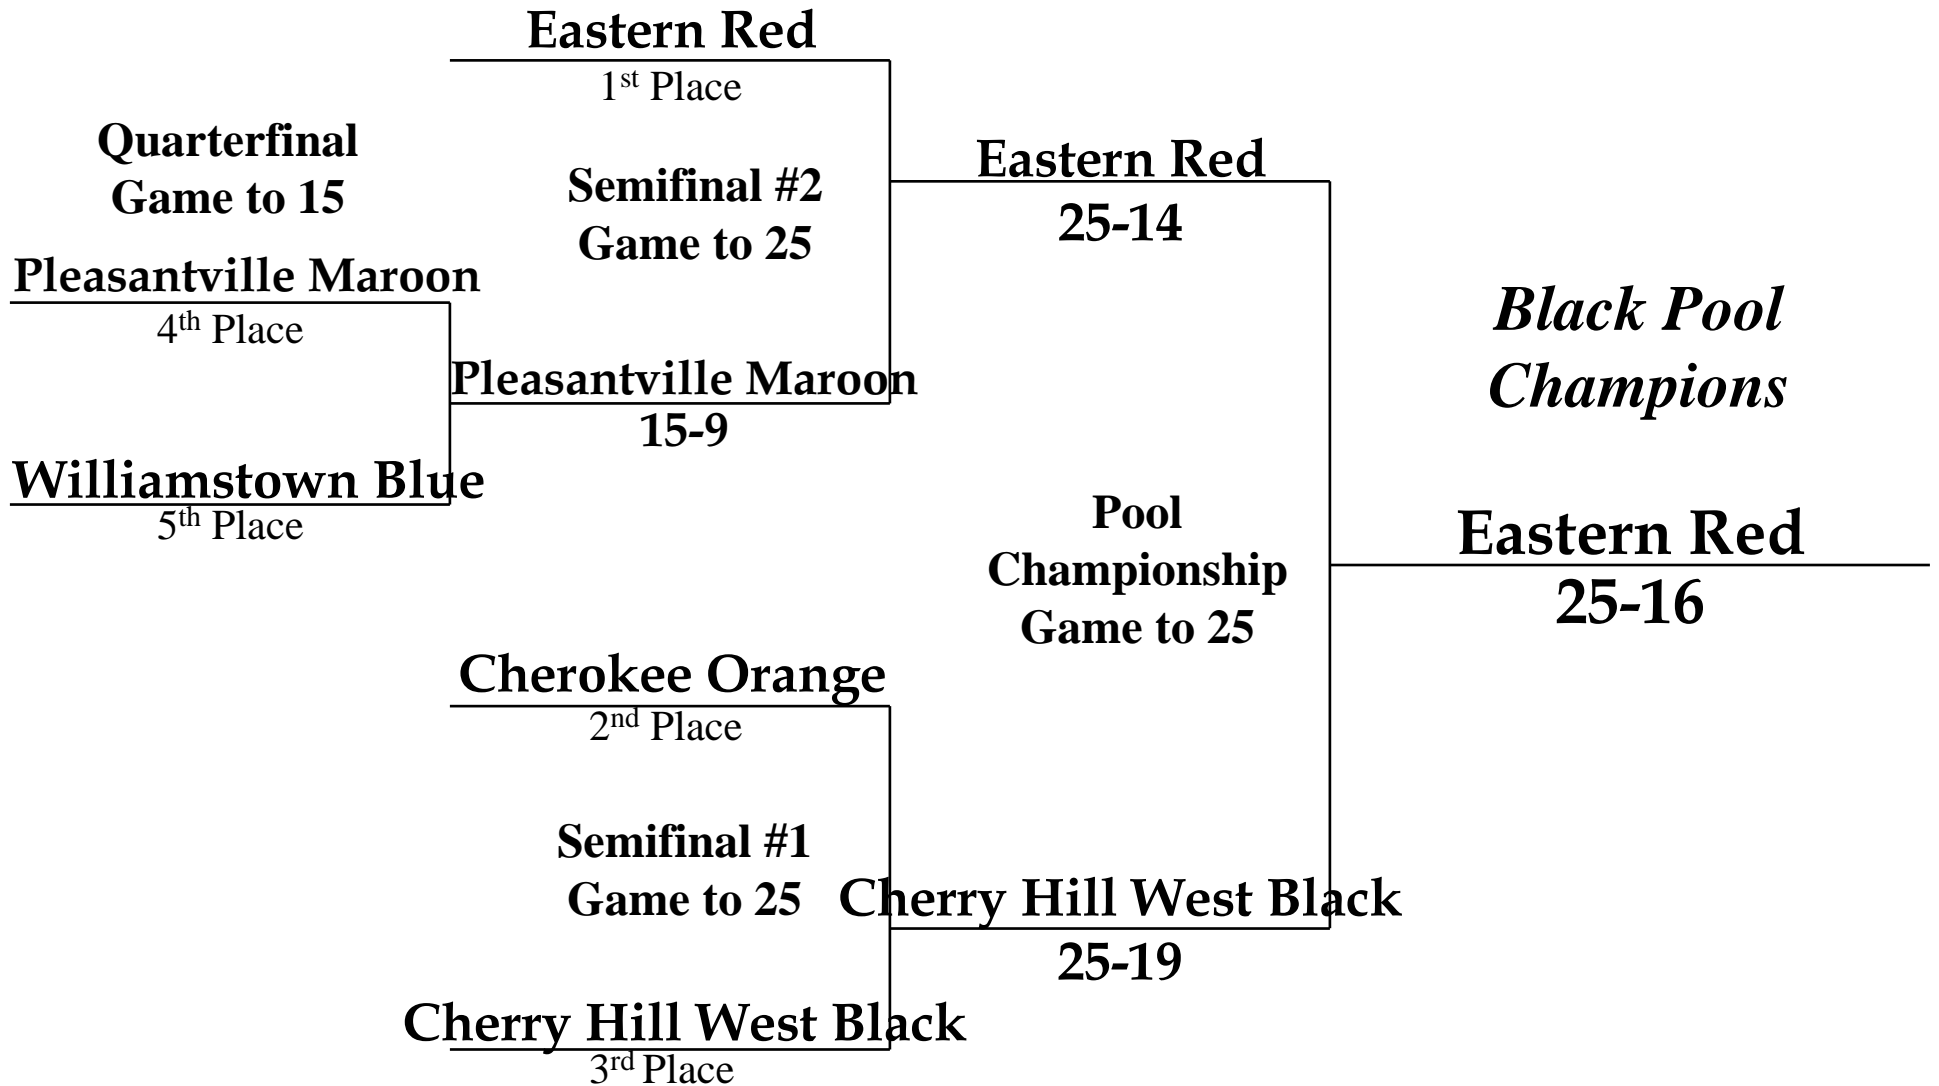 Eastern Red
1st Place
Quarterfinal
Game to 15
Semifinal #2
Game to 25
Eastern Red
25-14
Pleasantville Maroon
4th Place
Pleasantville Maroon
15-9
Williamstown Blue
5th Place
Black Pool
Champions
Pool
Championship
Game to 25
Eastern Red
25-16
Cherokee Orange
2nd Place
Semifinal #1
Game to 25
Cherry Hill West Black
25-19
Cherry Hill West Black
3rd Place